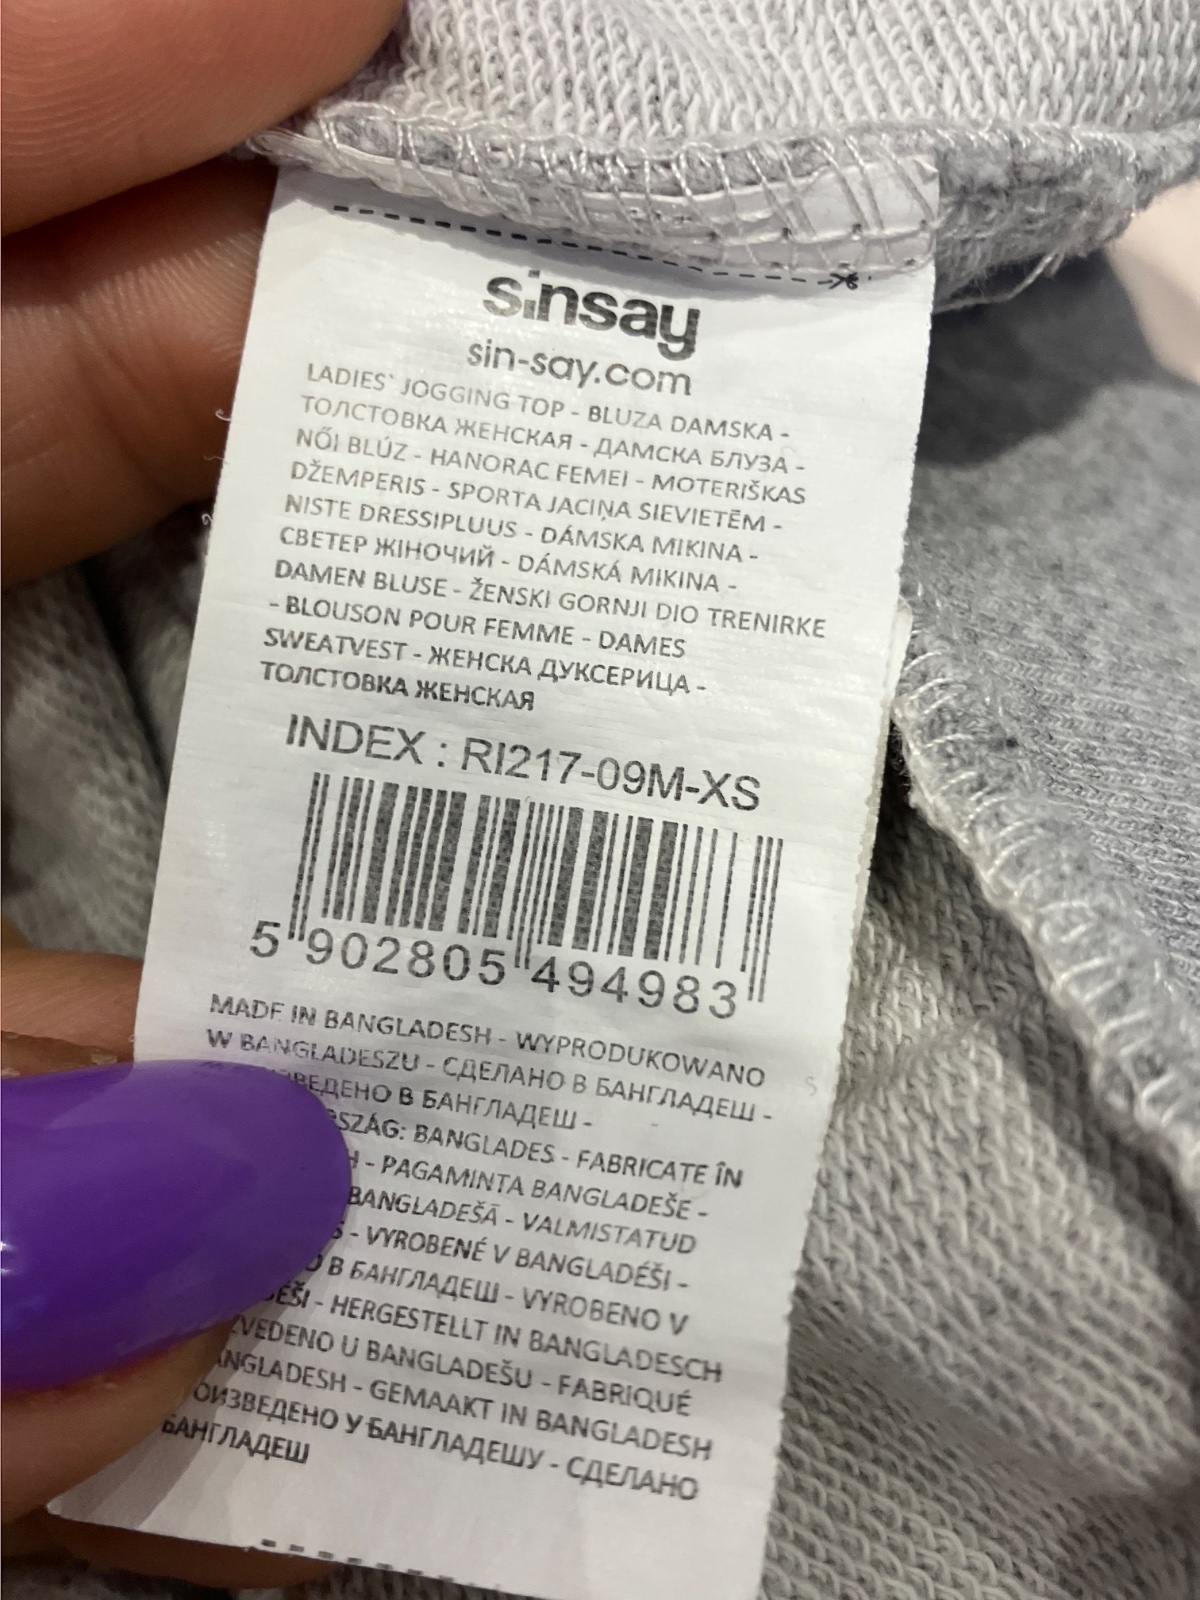 sinsay
sin-say.com
LADIES` JOGGING TOP - BLUZA DAMSKA -
ТОЛСТОВКА ЖЕНСКАЯ - ДАМСКА БЛУЗА -
NŐI BLÚZ - HANORAC FEMEI - MOTERIŠKAS
DŽEMPERIS - SPORTA JACIŅA SIEVIETĒM -
NISTE DRESSIPLUUS - DÁMSKA MIKINA -
СВЕТЕР ЖІНОЧИЙ - DÁMSKÁ MIKINA -
DAMEN BLUSE - ŽENSKI GORNJI DIO TRENIRKE
- BLOUSON POUR FEMME - DAMES
SWEATVEST - ЖЕНСКА ДУКСЕРИЦА -
ТОЛСТОВКА ЖЕНСКАЯ
INDEX : RI217-09M-XS
5 902805 494983
MADE IN BANGLADESH - WYPRODUKOWANO
W BANGLADESZU - СДЕЛАНО В БАНГЛАДЕШ -
В БАНГЛАДЕШ -
BANGLADES - FABRICATE ÎN
- PAGAMINTA BANGLADEŠE -
BANGLADEŠĀ - VALMISTATUD
- VYROBENÉ V BANGLADÉŠI -
В БАНГЛАДЕШ - VYROBENO V
- HERGESTELLT IN BANGLADESCH
U BANGLADEŠU - FABRIQUÉ
- GEMAAKT IN BANGLADESH
У БАНГЛАДЕШУ - СДЕЛАНО
БАНГЛАДЕШ